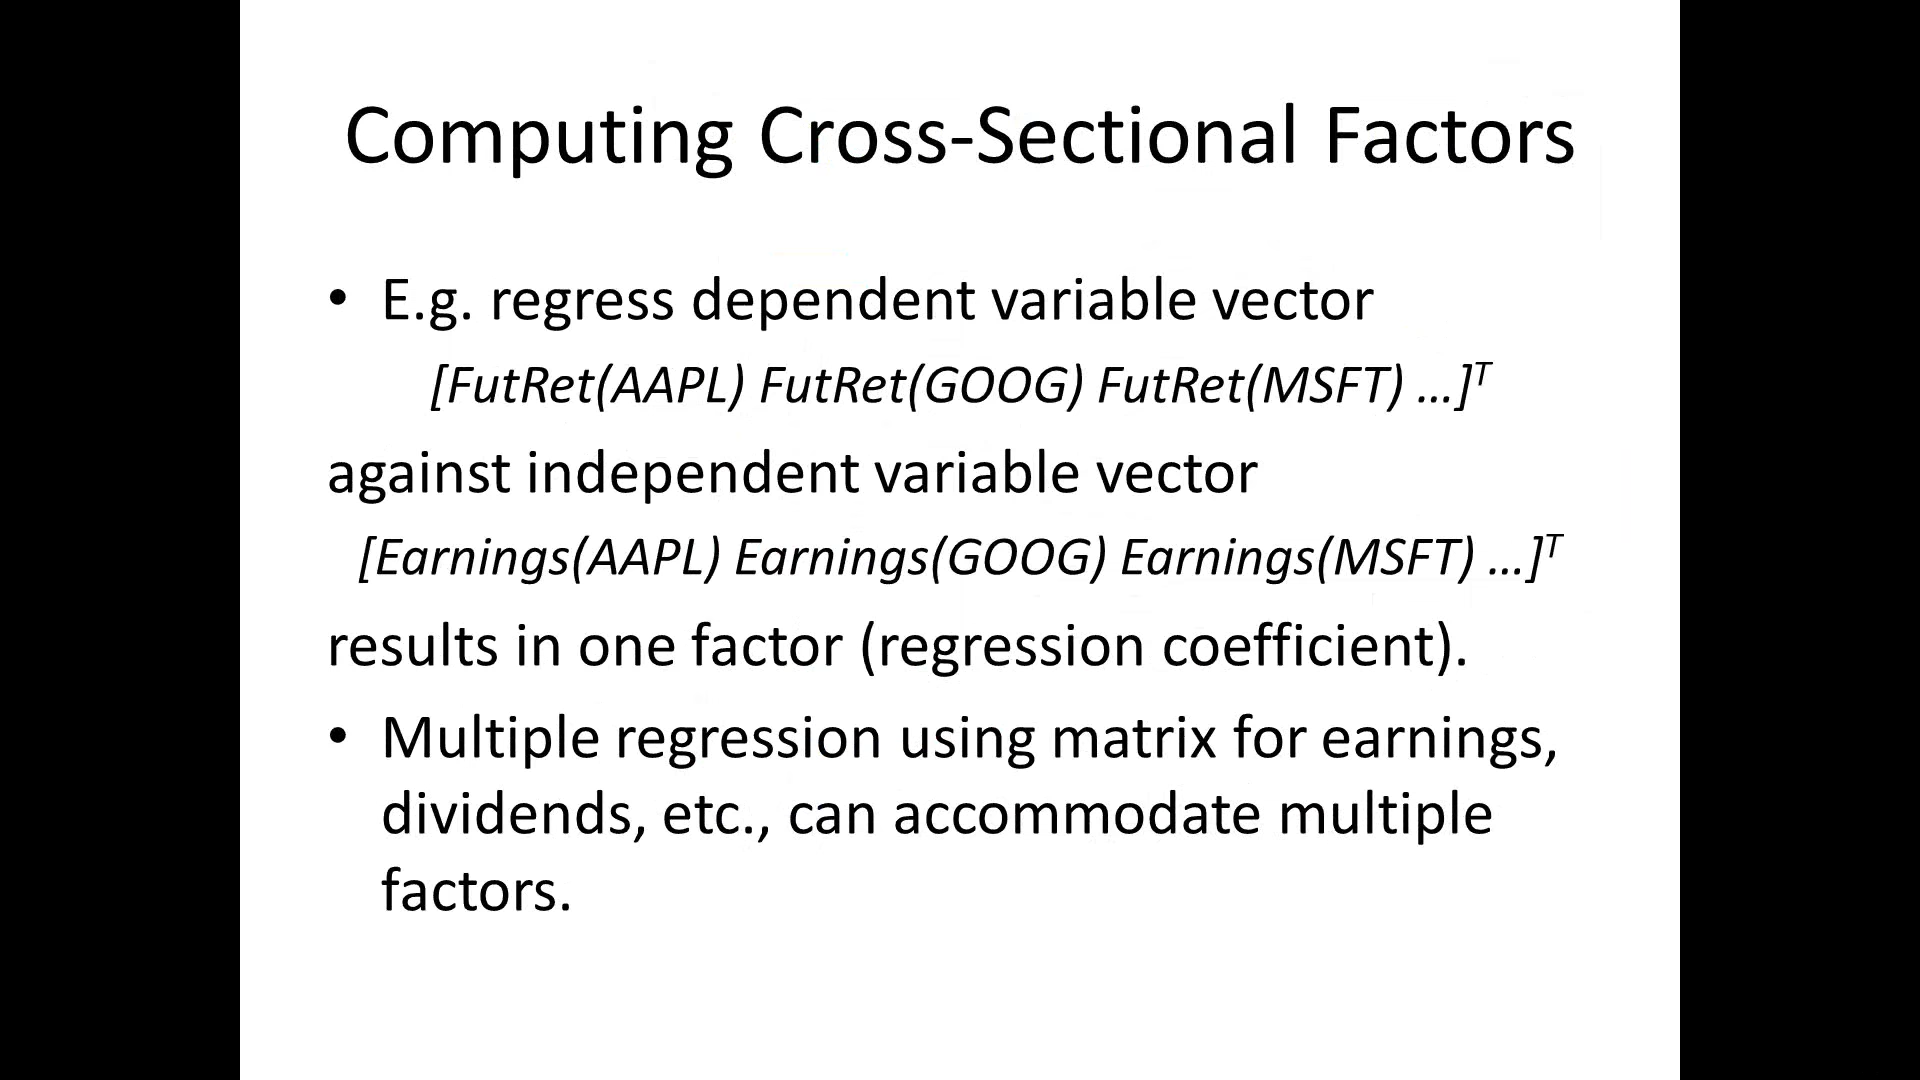 Computing Cross-Sectional Factors
• E.g. regress dependent variable vector
[FutRet(AAPL) FutRet(GOOG) FutRet(MSFT) …]ᵀ
against independent variable vector
[Earnings(AAPL) Earnings(GOOG) Earnings(MSFT) …]ᵀ
results in one factor (regression coefficient).
• Multiple regression using matrix for earnings,
dividends, etc., can accommodate multiple
factors.